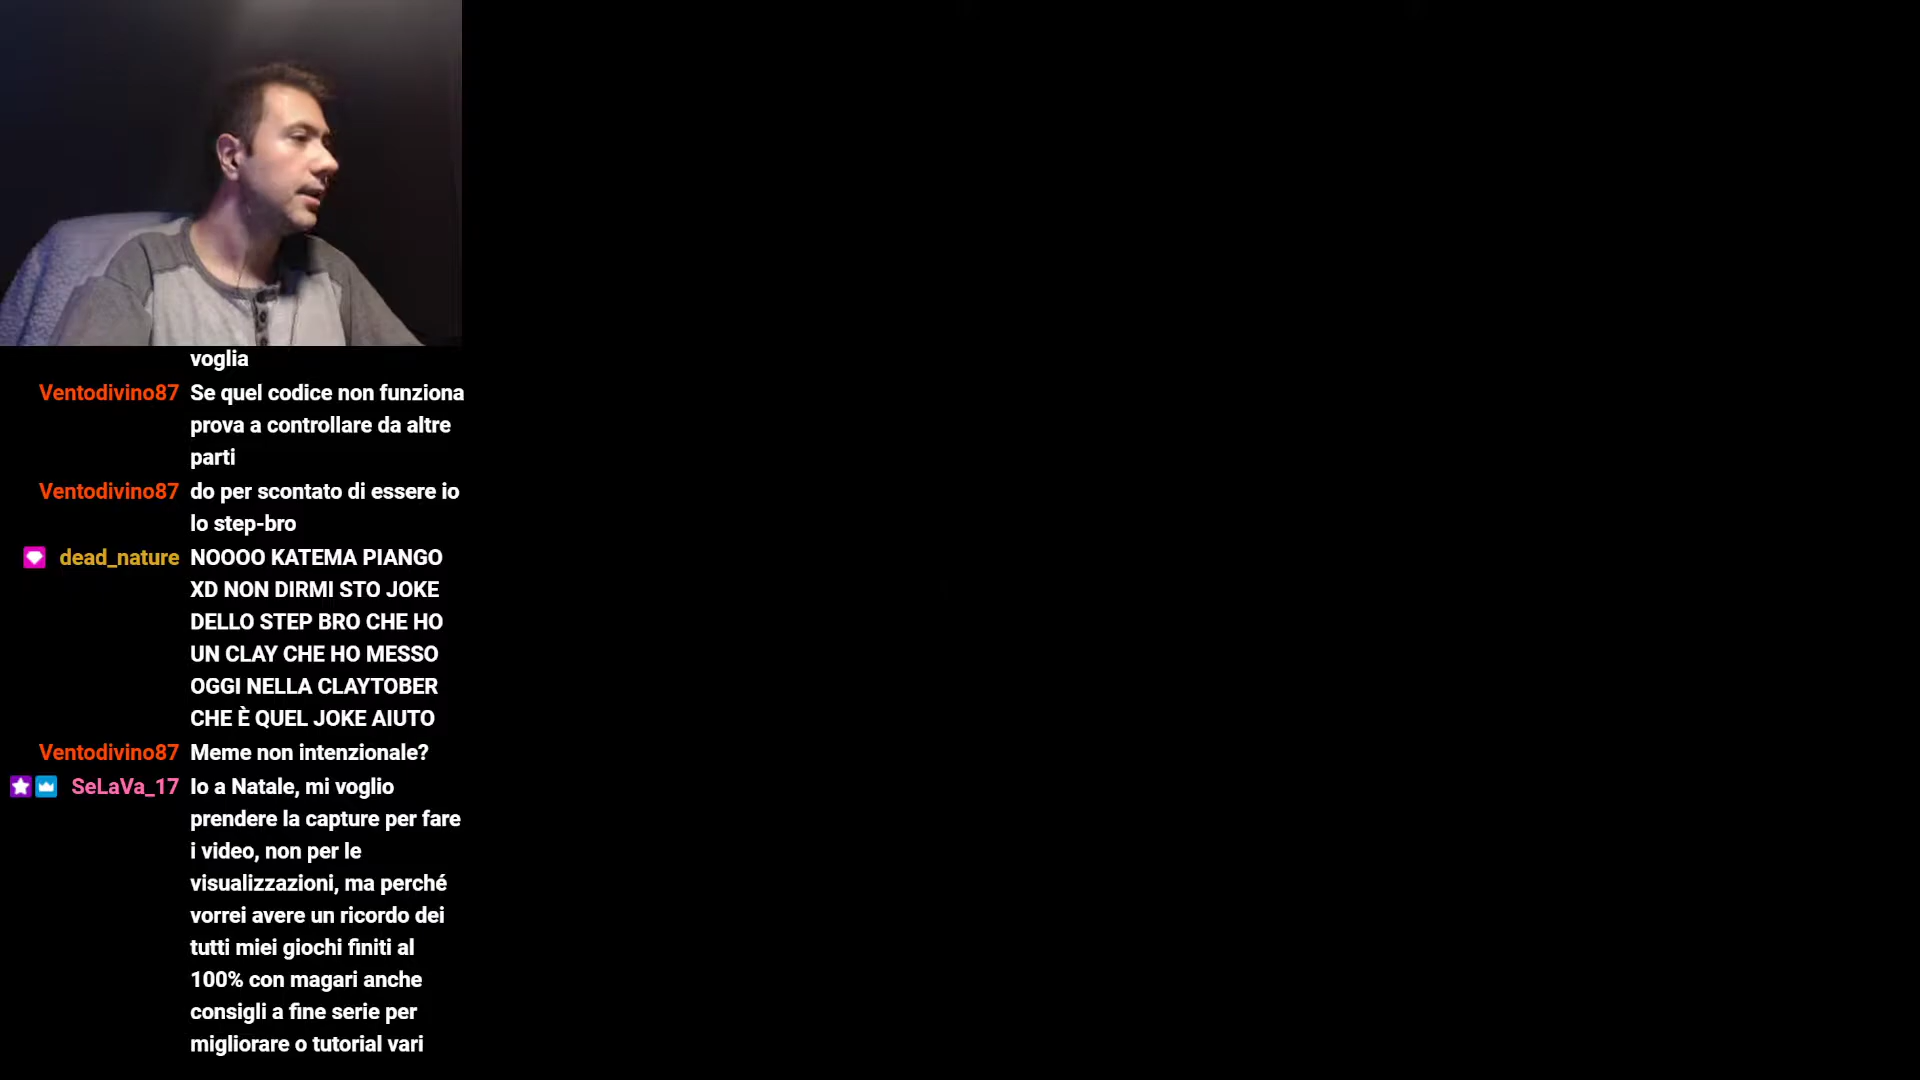 voglia
Ventodivino87 Se quel codice non funziona
prova a controllare da altre
parti
Ventodivino87 do per scontato di essere io
lo step-bro
dead_nature NOOOO KATEMA PIANGO
XD NON DIRMI STO JOKE
DELLO STEP BRO CHE HO
UN CLAY CHE HO MESSO
OGGI NELLA CLAYTOBER
CHE È QUEL JOKE AIUTO
Ventodivino87 Meme non intenzionale?
SeLaVa_17 Io a Natale, mi voglio
prendere la capture per fare
i video, non per le
visualizzazioni, ma perché
vorrei avere un ricordo dei
tutti miei giochi finiti al
100% con magari anche
consigli a fine serie per
migliorare o tutorial vari